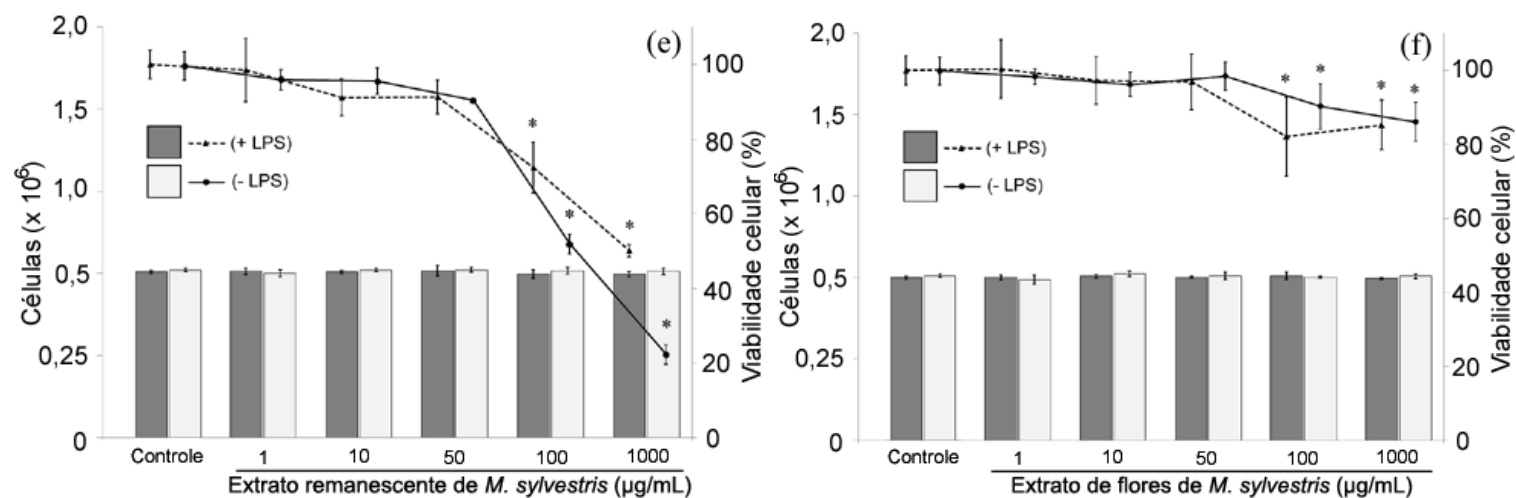 (e)
2,0
1,5
1,0
0,5
0,25
0
Células (x 10⁶)
100
80
60
40
20
0
Viabilidade celular (%)
(+ LPS)
(- LPS)
*
*
*
*
Controle 1 10 50 100 1000
Extrato remanescente de M. sylvestris (µg/mL)
(f)
2,0
1,5
1,0
0,5
0,25
0
Células (x 10⁶)
100
80
60
40
20
0
Viabilidade celular (%)
(+ LPS)
(- LPS)
* * * *
Controle 1 10 50 100 1000
Extrato de flores de M. sylvestris (µg/mL)